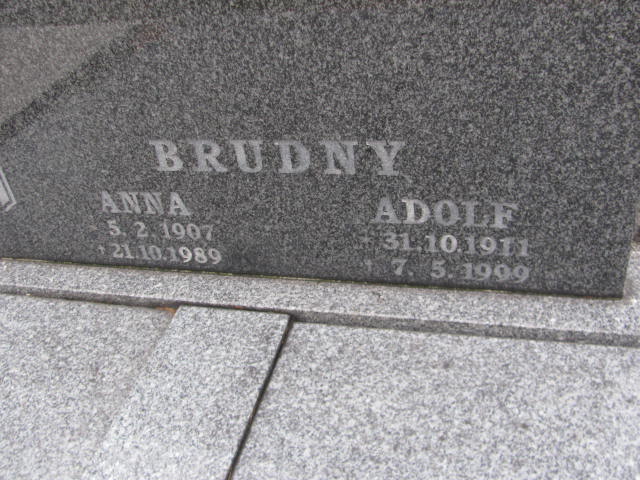 BRUDNY
ANNA
* 5. 2. 1907
† 21.10.1989
ADOLF
* 31.10.1911
† 7. 5. 1999